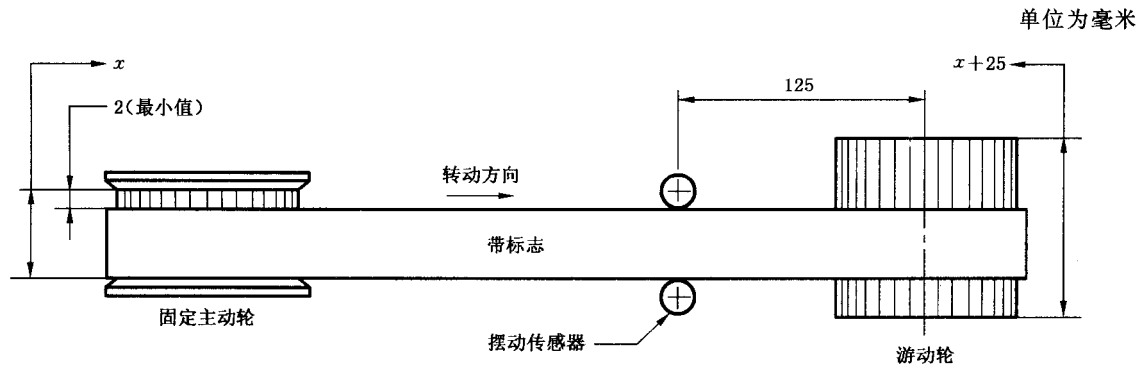 单位为毫米
x
x+25
2(最小值)
125
转动方向
带标志
固定主动轮
摆动传感器
游动轮